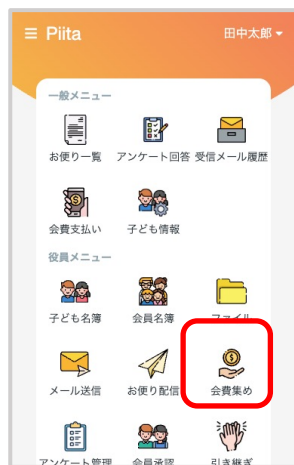 Piita 田中太郎
一般メニュー
お便り一覧 アンケート回答 受信メール履歴
会費支払い 子ども情報
役員メニュー
子ども名簿 会員名簿 ファイル
メール送信 お便り配信 会費集め
アンケート管理 会員承認 引き継ぎ